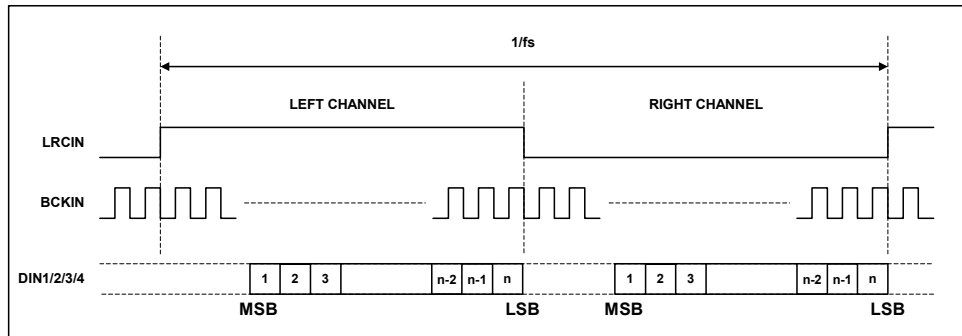 1/fs
LEFT CHANNEL RIGHT CHANNEL
LRCIN
BCKIN
DIN1/2/3/4 1 2 3 n-2 n-1 n 1 2 3 n-2 n-1 n
MSB LSB MSB LSB